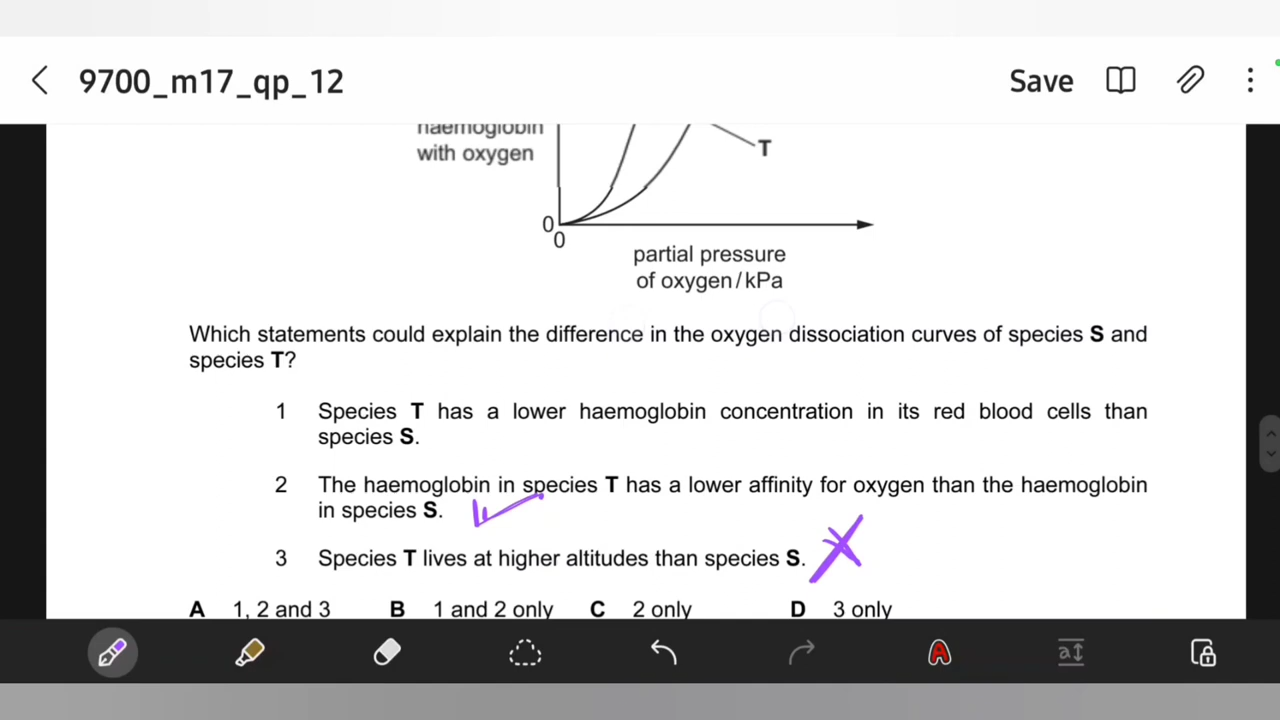 9700_m17_qp_12
Save
haemoglobin
with oxygen
T
0
0
partial pressure
of oxygen/kPa
Which statements could explain the difference in the oxygen dissociation curves of species S and
species T?
1 Species T has a lower haemoglobin concentration in its red blood cells than
species S.
2 The haemoglobin in species T has a lower affinity for oxygen than the haemoglobin
in species S.
3 Species T lives at higher altitudes than species S.
A 1, 2 and 3 B 1 and 2 only C 2 only D 3 only
A
a